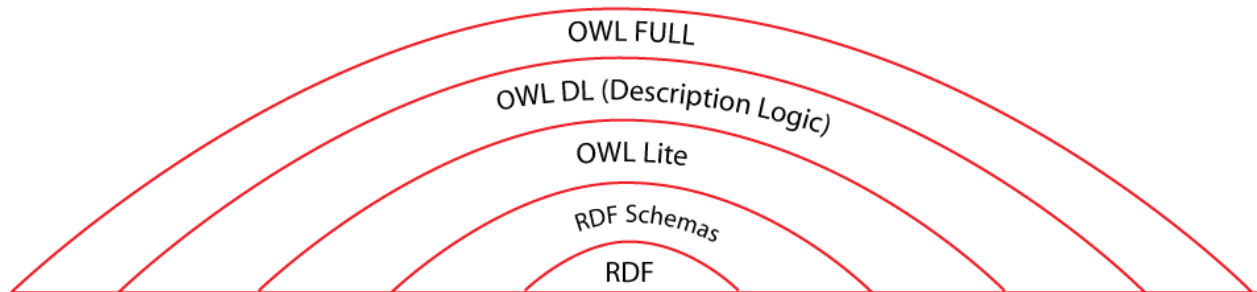 OWL FULL
OWL DL (Description Logic)
OWL Lite
RDF Schemas
RDF